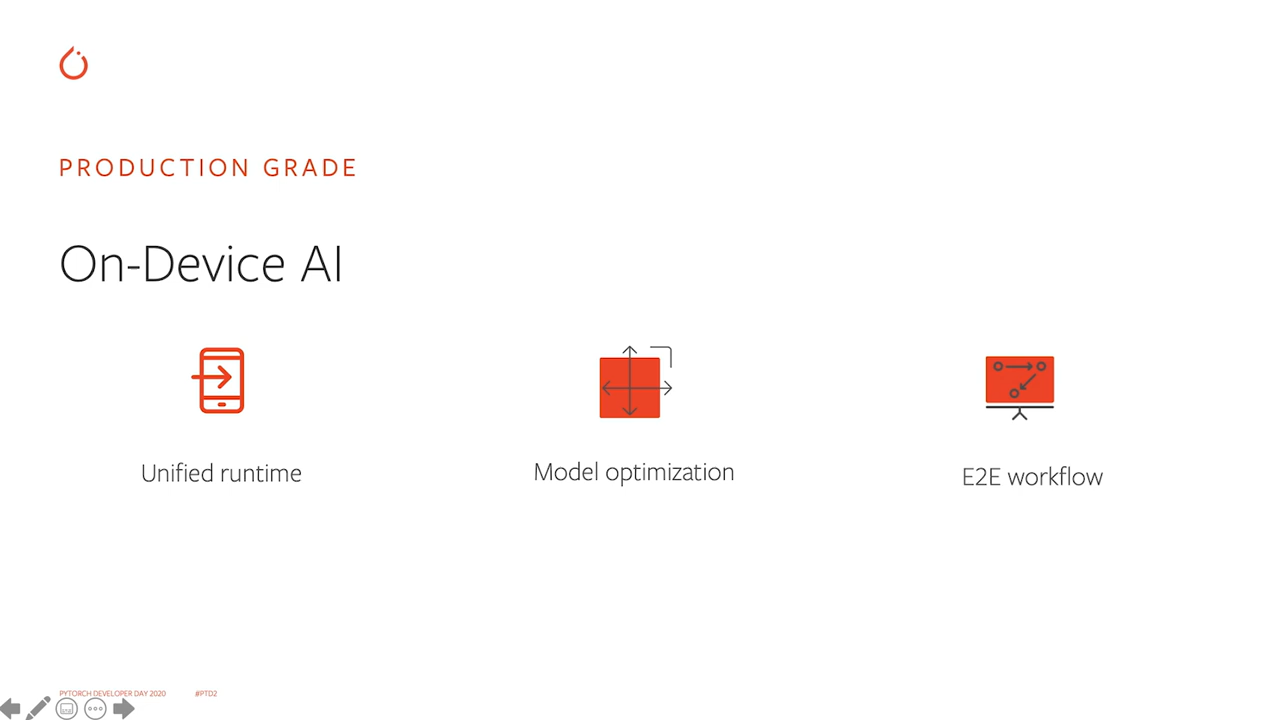 PRODUCTION GRADE
On-Device AI
Unified runtime
Model optimization
E2E workflow
PYTORCH DEVELOPER DAY 2020 #PTD2